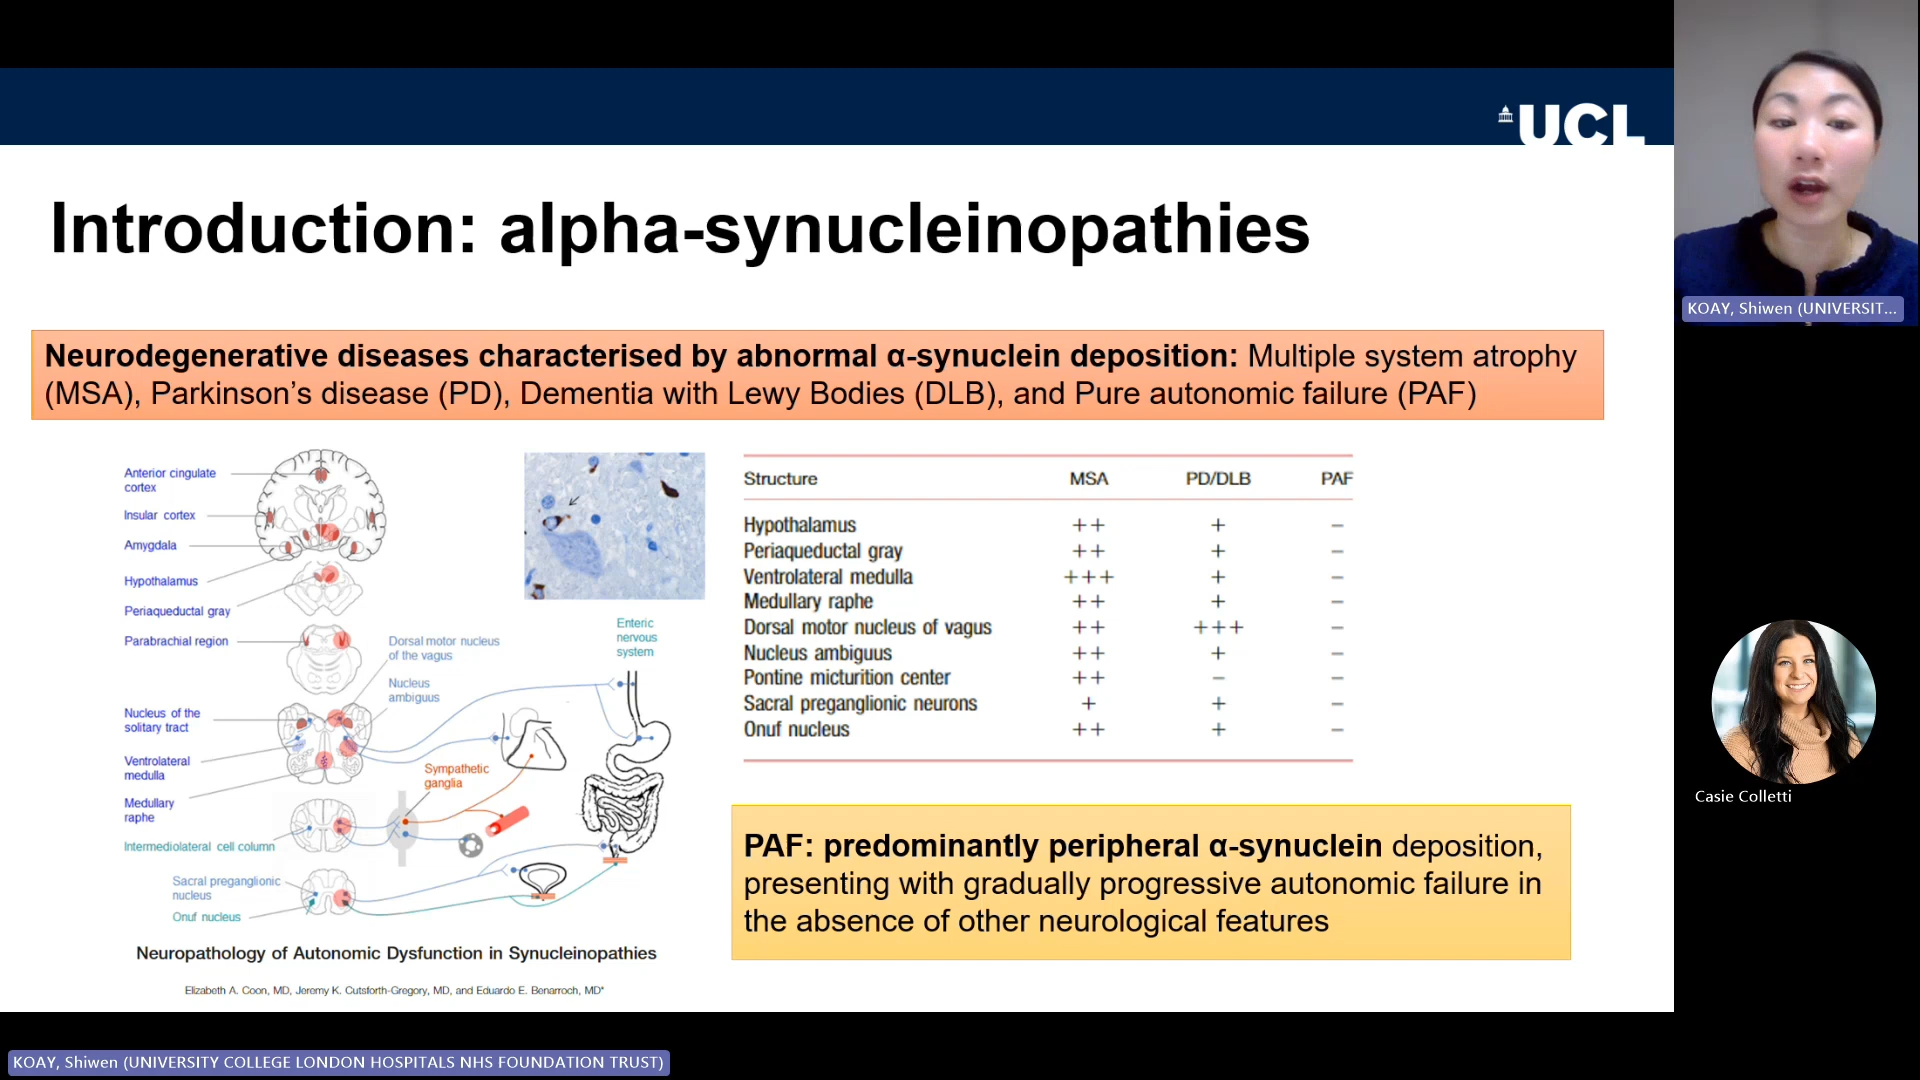 UCL
Introduction: alpha-synucleinopathies
Neurodegenerative diseases characterised by abnormal α-synuclein deposition: Multiple system atrophy
(MSA), Parkinson's disease (PD), Dementia with Lewy Bodies (DLB), and Pure autonomic failure (PAF)
Anterior cingulate
cortex
Insular cortex
Amygdala
Hypothalamus
Periaqueductal gray
Parabrachial region
Dorsal motor nucleus
of the vagus
Nucleus
ambiguus
Enteric
nervous
system
Nucleus of the
solitary tract
Ventrolateral
medulla
Sympathetic
ganglia
Medullary
raphe
Intermediolateral cell column
Sacral preganglionic
nucleus
Onuf nucleus
Neuropathology of Autonomic Dysfunction in Synucleinopathies
Elizabeth A. Coon, MD, Jeremy K. Cutsforth-Gregory, MD, and Eduardo E. Benarroch, MD*
Structure MSA PD/DLB PAF
Hypothalamus ++ + –
Periaqueductal gray ++ + –
Ventrolateral medulla +++ + –
Medullary raphe ++ + –
Dorsal motor nucleus of vagus ++ +++ –
Nucleus ambiguus ++ + –
Pontine micturition center ++ – –
Sacral preganglionic neurons + + –
Onuf nucleus ++ + –
PAF: predominantly peripheral α-synuclein deposition,
presenting with gradually progressive autonomic failure in
the absence of other neurological features
KOAY, Shiwen (UNIVERSIT...
Casie Colletti
KOAY, Shiwen (UNIVERSITY COLLEGE LONDON HOSPITALS NHS FOUNDATION TRUST)